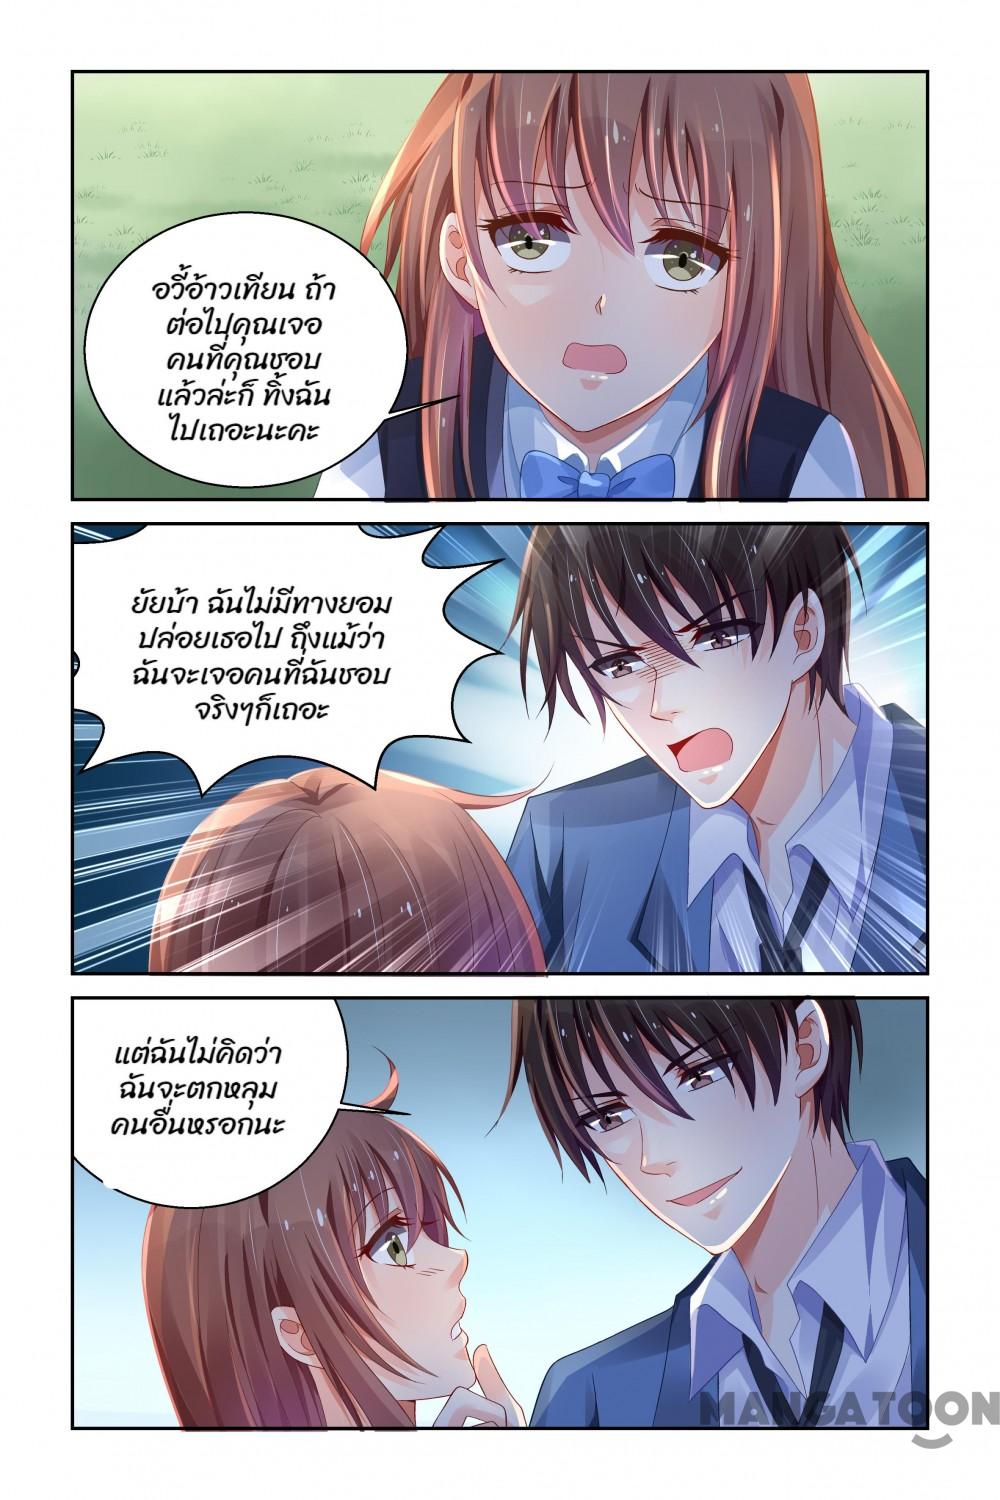 อวี้อ้าวเทียน ถ้า
ต่อไปคุณเจอ
คนที่คุณชอบ
แล้วล่ะก็ ทิ้งฉัน
ไปเถอะนะคะ
ยัยบ้า ฉันไม่มีทางยอม
ปล่อยเธอไป ถึงแม้ว่า
ฉันจะเจอคนที่ฉันชอบ
จริงๆก็เถอะ
แต่ฉันไม่คิดว่า
ฉันจะตกหลุม
คนอื่นหรอกนะ
MANGATOON